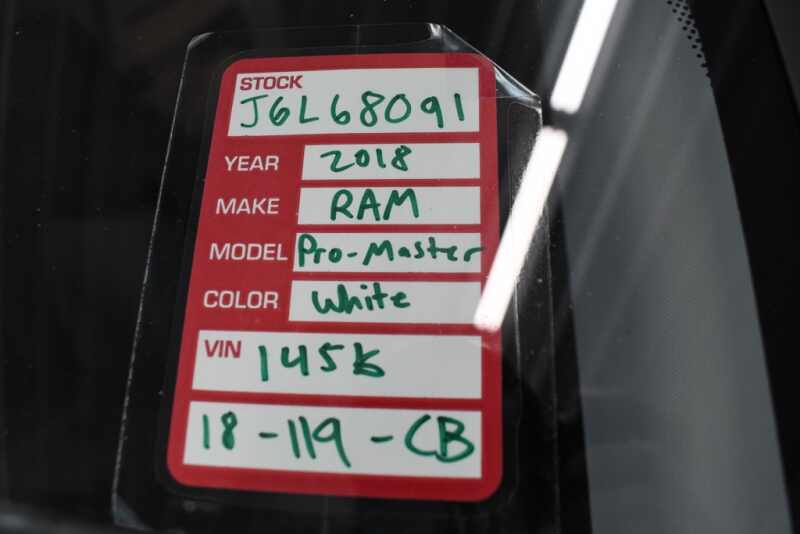 STOCK
J6L68091
YEAR 2018
MAKE RAM
MODEL Pro-Master
COLOR White
VIN 145k
18-119-CB